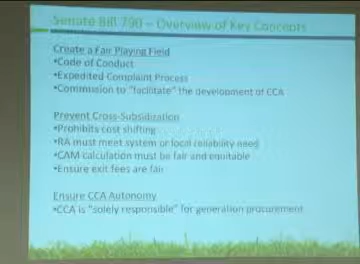 Senate Bill 790 – Overview of Key Concepts
Create a Fair Playing Field
•Code of Conduct
•Expedited Complaint Process
•Commission to "facilitate" the development of CCA
Prevent Cross-Subsidization
•Prohibits cost shifting
•RA must meet system or local reliability need
•CAM calculation must be fair and equitable
•Ensure exit fees are fair
Ensure CCA Autonomy
•CCA is "solely responsible" for generation procurement